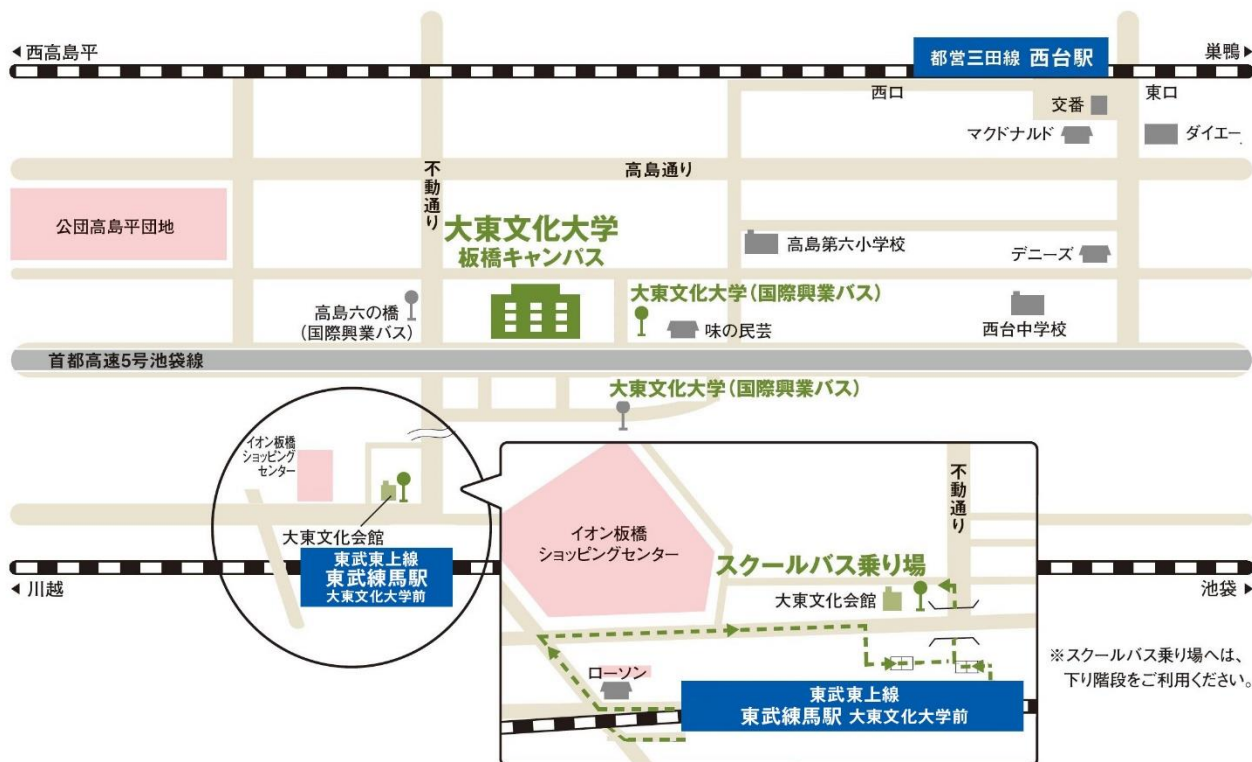 西高島平
都営三田線 西台駅
巣鴨
西口
東口
交番
マクドナルド
ダイエー
不動通り
高島通り
公団高島平団地
大東文化大学
板橋キャンパス
高島第六小学校
デニーズ
大東文化大学(国際興業バス)
高島六の橋
(国際興業バス)
味の民芸
西台中学校
首都高速5号池袋線
大東文化大学(国際興業バス)
イオン板橋
ショッピング
センター
大東文化会館
東武東上線
東武練馬駅
大東文化大学前
川越
池袋
不動通り
イオン板橋
ショッピングセンター
スクールバス乗り場
大東文化会館
ローソン
東武東上線
東武練馬駅 大東文化大学前
※スクールバス乗り場へは、
下り階段をご利用ください。